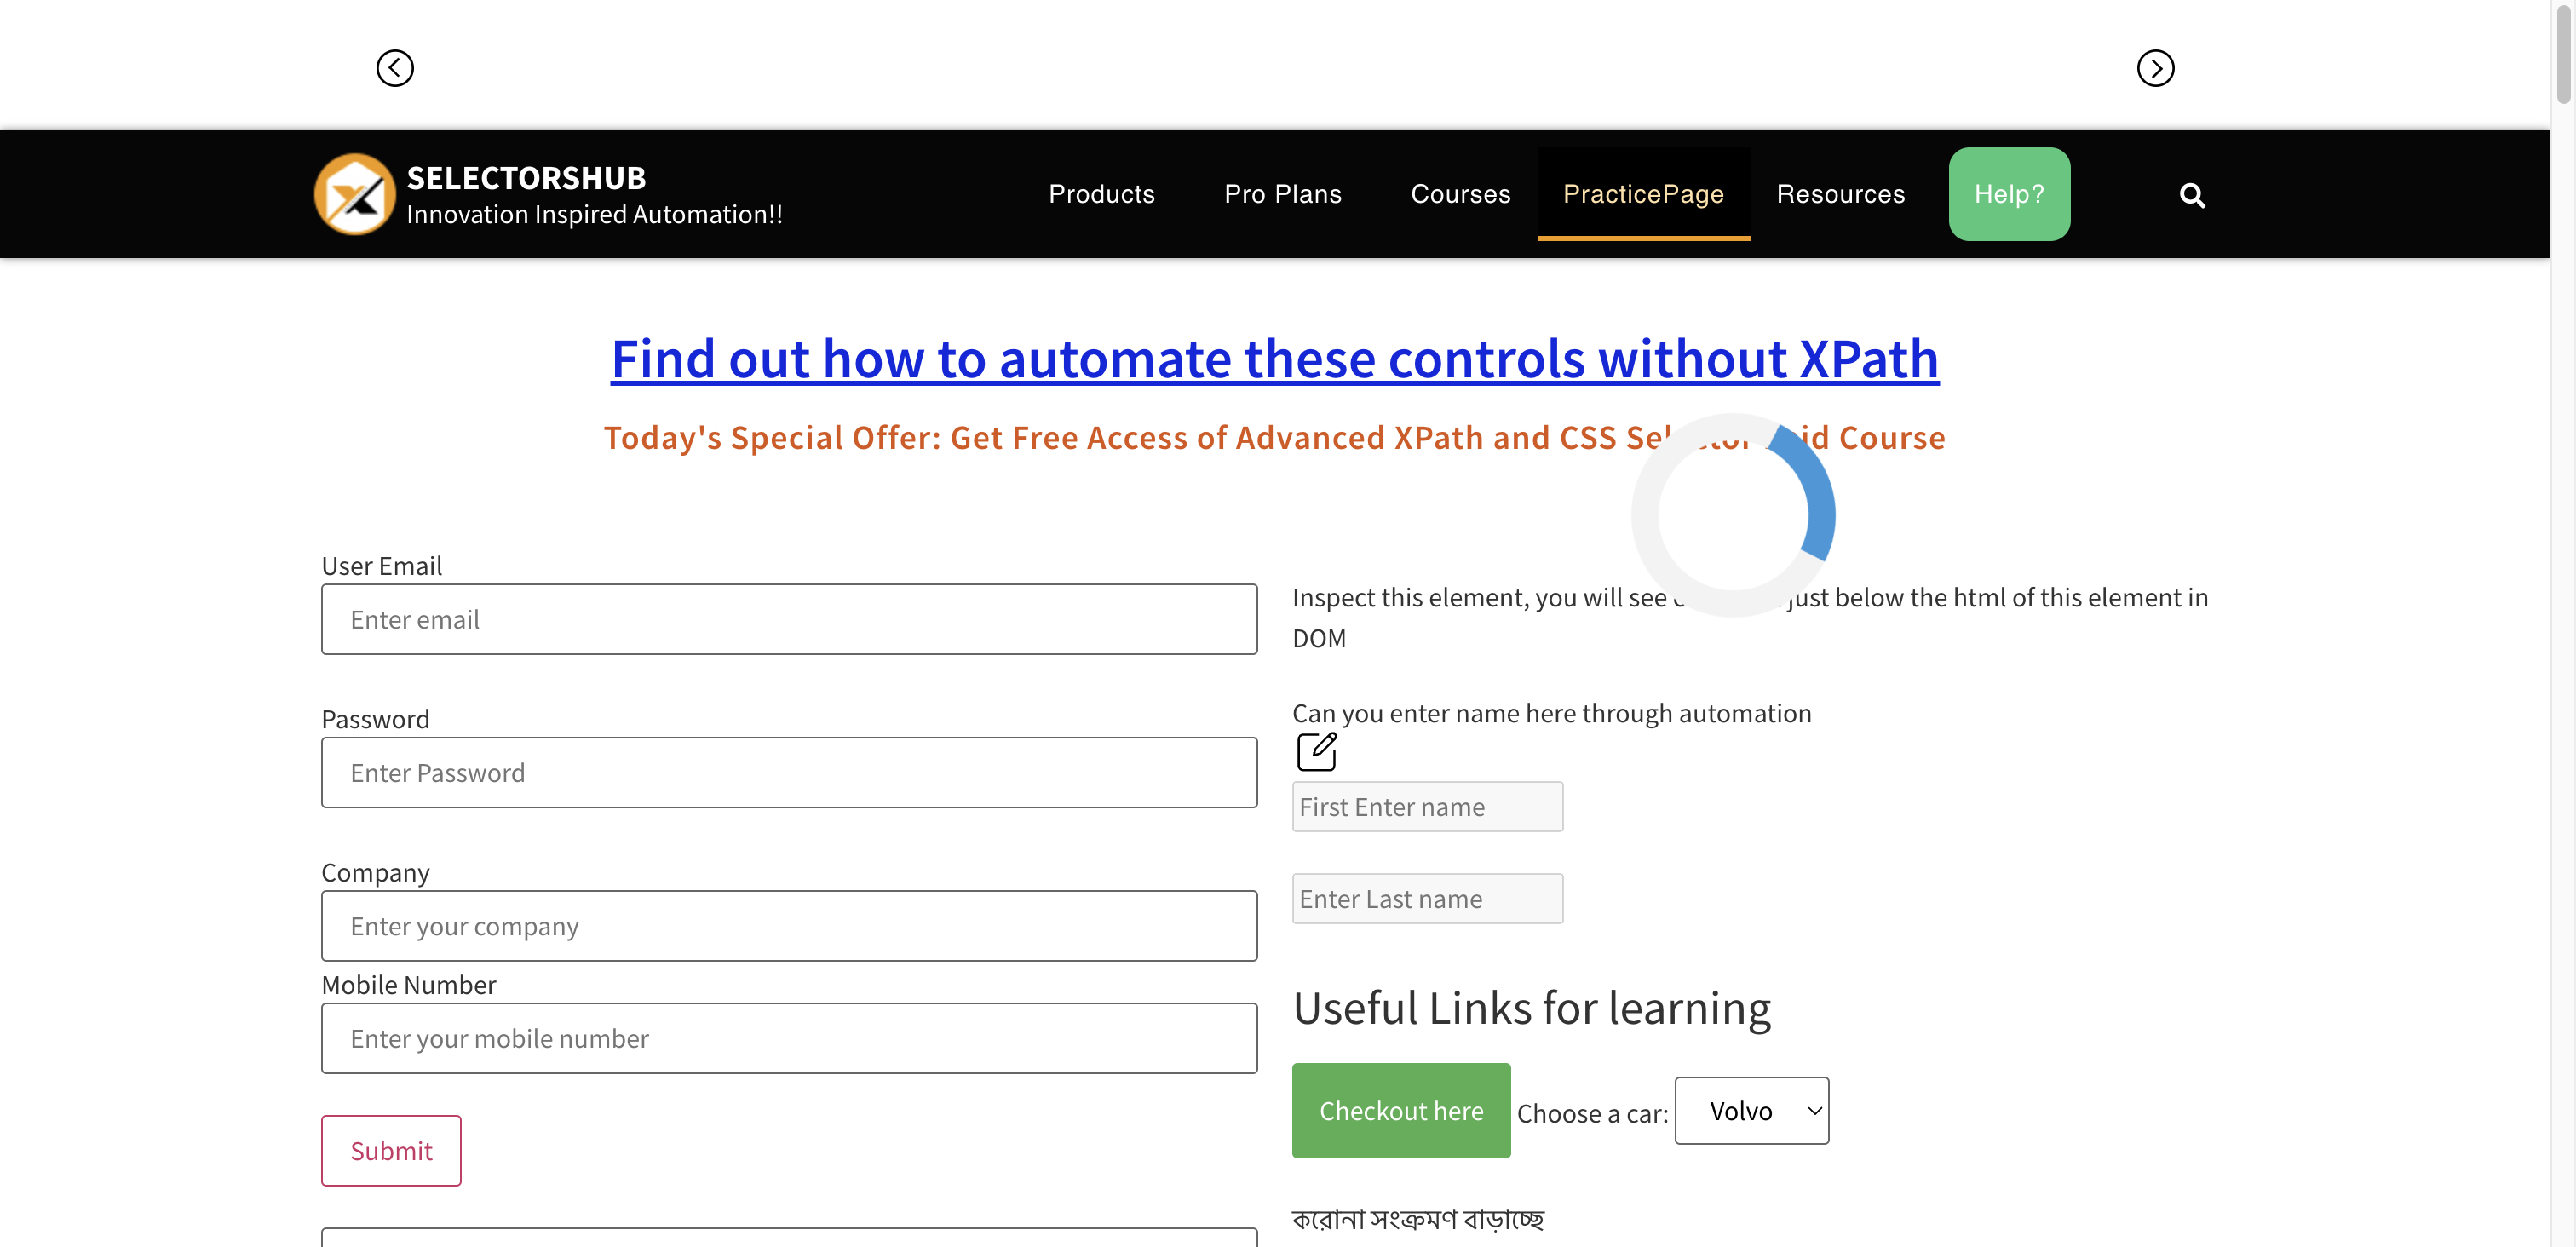 SELECTORSHUB
Innovation Inspired Automation!!
Products
Pro Plans
Courses
PracticePage
Resources
Help?
Find out how to automate these controls without XPath
Today's Special Offer: Get Free Access of Advanced XPath and CSS Course
User Email
Enter email
Password
Enter Password
Company
Enter your company
Mobile Number
Enter your mobile number
Submit
Inspect this element, you will see just below the html of this element in
DOM
Can you enter name here through automation
First Enter name
Enter Last name
Useful Links for learning
Checkout here
Choose a car:
Volvo
করোনা সংক্রমণ বাড়াচ্ছে